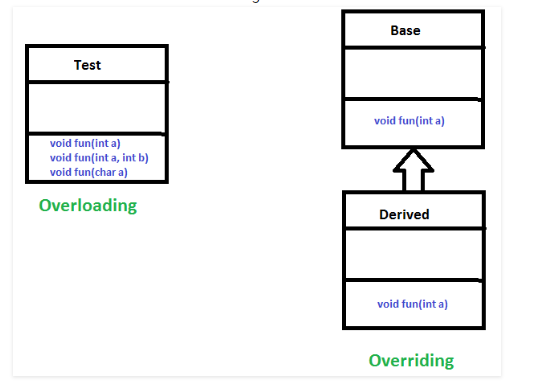 Test
void fun(int a)
void fun(int a, int b)
void fun(char a)
Overloading
Base
void fun(int a)
Derived
void fun(int a)
Overriding